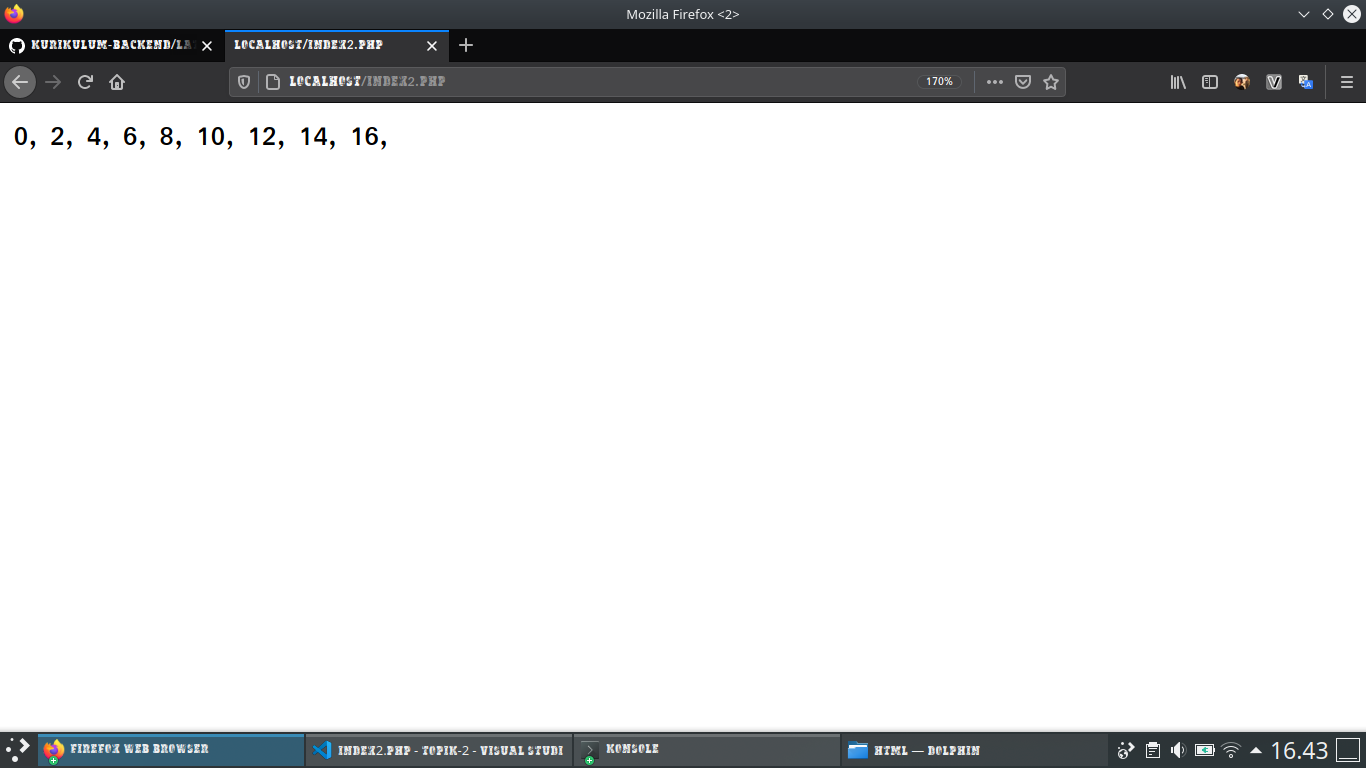 Mozilla Firefox <2>
KURIKULUM-BACKEND/LA
LOCALHOST/INDEX2.PHP
LOCALHOST/INDEX2.PHP
170%
0, 2, 4, 6, 8, 10, 12, 14, 16,
FIREFOX WEB BROWSER
INDEX2.PHP - TOPIK-2 - VISUAL STUDI
KONSOLE
HTML — DOLPHIN
16.43